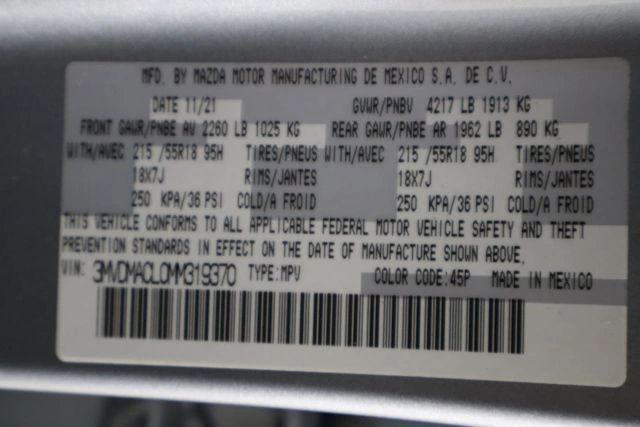 MFD. BY MAZDA MOTOR MANUFACTURING DE MEXICO S.A. DE C.V.
DATE 11/21 GVWR/PNBV 4217 LB 1913 KG
FRONT GAWR/PNBE AV 2260 LB 1025 KG REAR GAWR/PNBE AR 1962 LB 890 KG
WITH/AVEC 215 /55R18 95H TIRES/PNEUS WITH/AVEC 215 /55R18 95H TIRES/PNEUS
18X7J RIMS/JANTES 18X7J RIMS/JANTES
250 KPA/36 PSI COLD/A FROID 250 KPA/36 PSI COLD/A FROID
THIS VEHICLE CONFORMS TO ALL APPLICABLE FEDERAL MOTOR VEHICLE SAFETY AND THEFT
PREVENTION STANDARDS IN EFFECT ON THE DATE OF MANUFACTURE SHOWN ABOVE.
VIN: 3MVDMACL0MM319370 TYPE:MPV COLOR CODE:45P MADE IN MEXICO